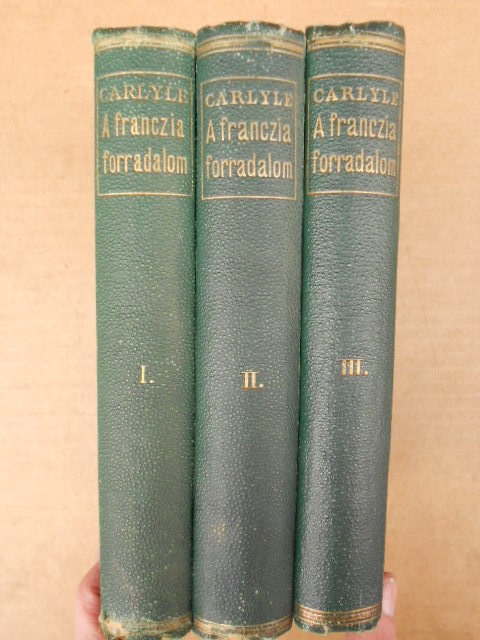 CARLYLE
A franczia
forradalom
I.
CARLYLE
A franczia
forradalom
II.
CARLYLE
A franczia
forradalom
III.